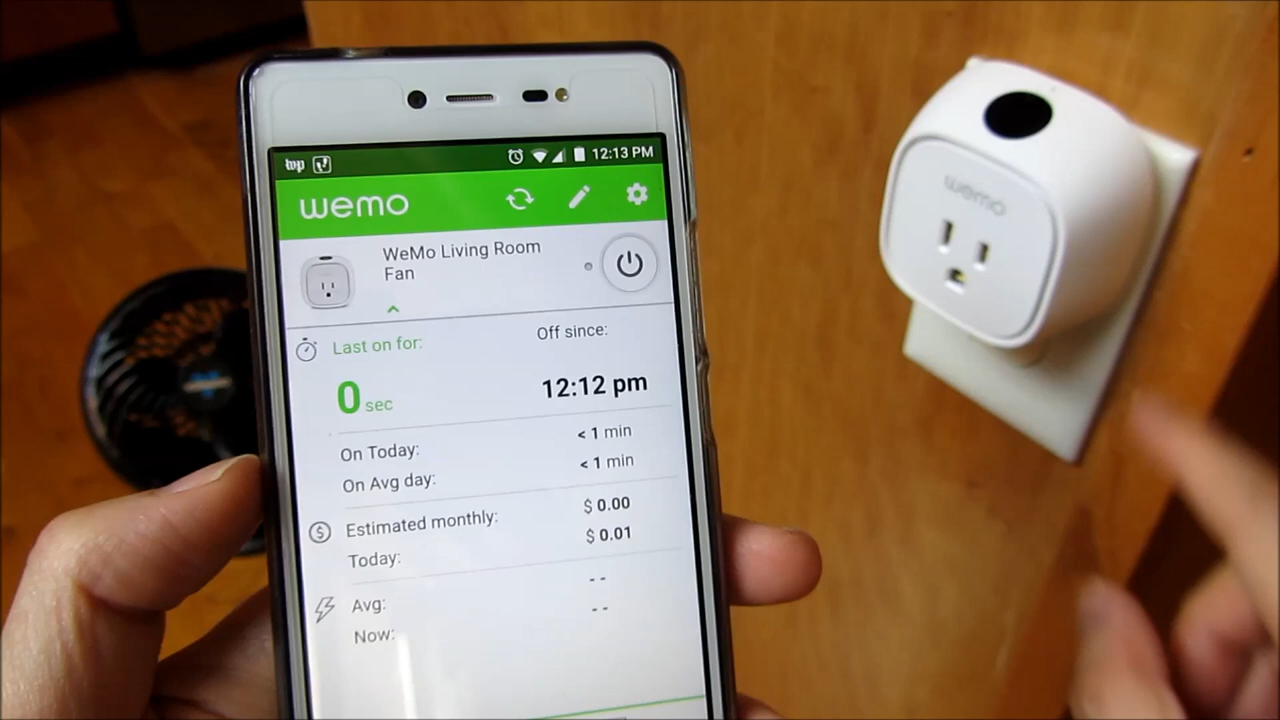 12:13 PM
wemo
WeMo Living Room
Fan
Last on for:
Off since:
0 sec
12:12 pm
On Today:
< 1 min
On Avg day:
< 1 min
Estimated monthly:
$ 0.00
Today:
$ 0.01
Avg:
--
Now:
--
wemo